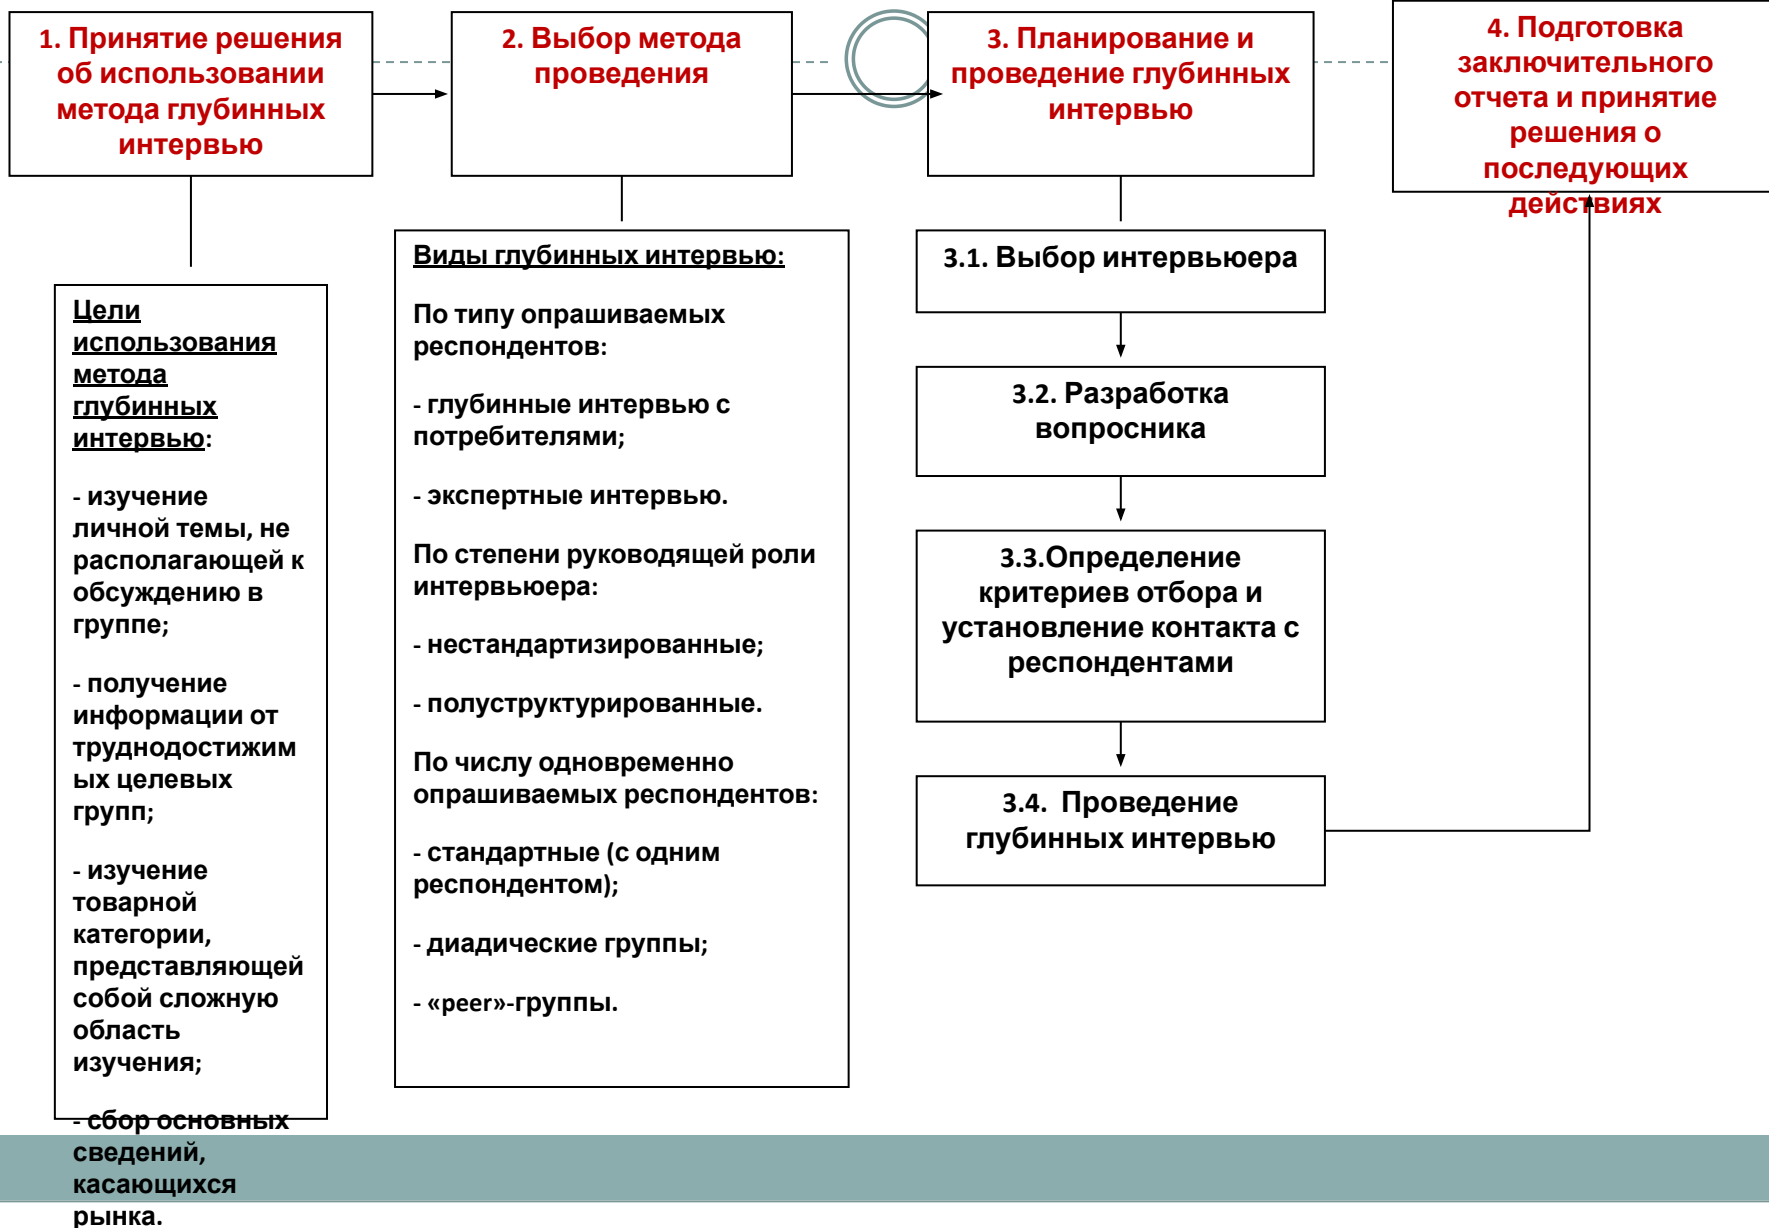 1. Принятие решения
об использовании
метода глубинных
интервью
2. Выбор метода
проведения
3. Планирование и
проведение глубинных
интервью
4. Подготовка
заключительного
отчета и принятие
решения о
последующих
действиях
Цели
использования
метода
глубинных
интервью:
- изучение
личной темы, не
располагающей к
обсуждению в
группе;
- получение
информации от
труднодостижим
ых целевых
групп;
- изучение
товарной
категории,
представляющей
собой сложную
область
изучения;
- сбор основных
сведений,
касающихся
рынка.
Виды глубинных интервью:
По типу опрашиваемых
респондентов:
- глубинные интервью с
потребителями;
- экспертные интервью.
По степени руководящей роли
интервьюера:
- нестандартизированные;
- полуструктурированные.
По числу одновременно
опрашиваемых респондентов:
- стандартные (с одним
респондентом);
- диадические группы;
- «peer»-группы.
3.1. Выбор интервьюера
3.2. Разработка
вопросника
3.3.Определение
критериев отбора и
установление контакта с
респондентами
3.4. Проведение
глубинных интервью